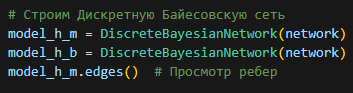 # Строим Дискретную Байесовскую сеть
model_h_m = DiscreteBayesianNetwork(network)
model_h_b = DiscreteBayesianNetwork(network)
model_h_m.edges()  # Просмотр ребер